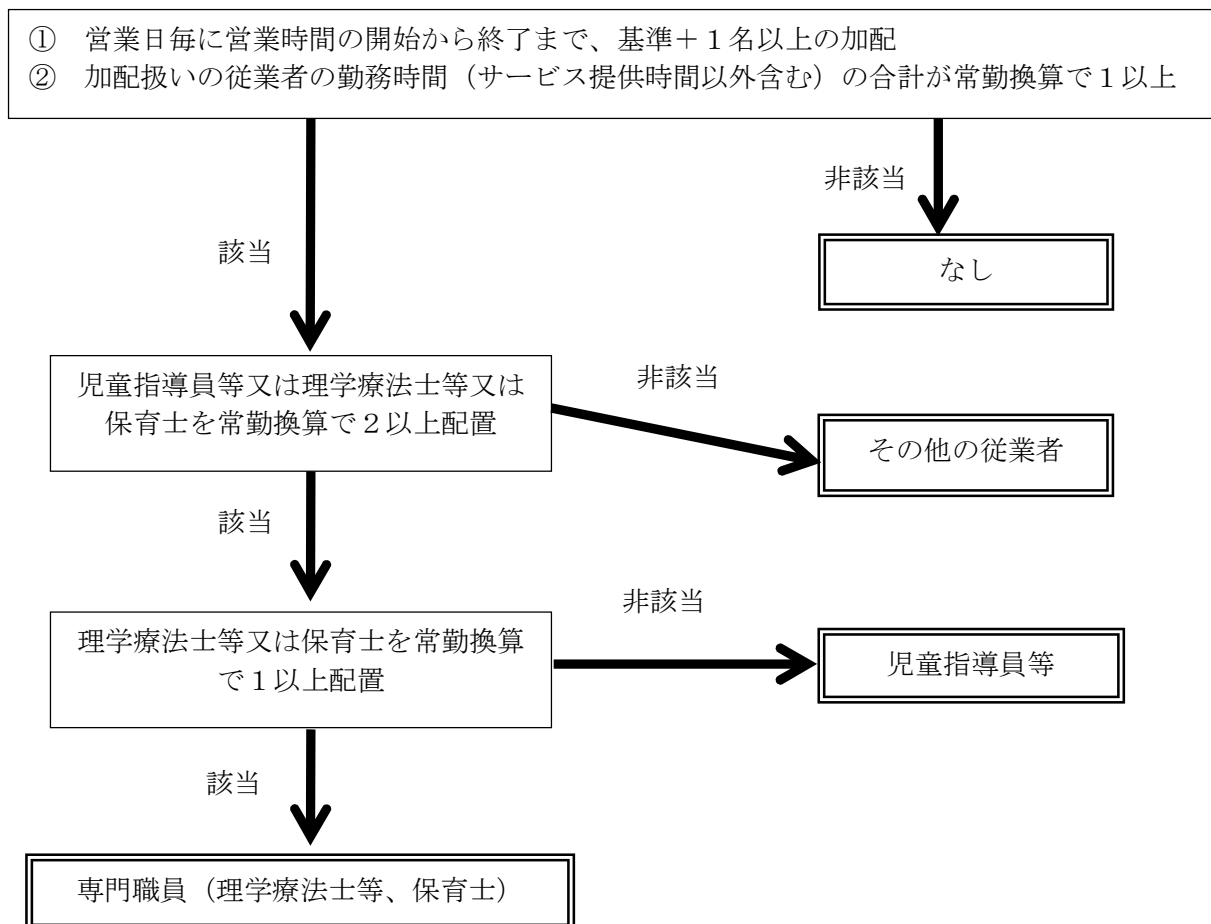 ①　営業日毎に営業時間の開始から終了まで、基準＋１名以上の加配
②　加配扱いの従業者の勤務時間（サービス提供時間以外含む）の合計が常勤換算で１以上
非該当
該当
なし
児童指導員等又は理学療法士等又は
保育士を常勤換算で２以上配置
非該当
その他の従業者
該当
理学療法士等又は保育士を常勤換算
で１以上配置
非該当
児童指導員等
該当
専門職員（理学療法士等、保育士）